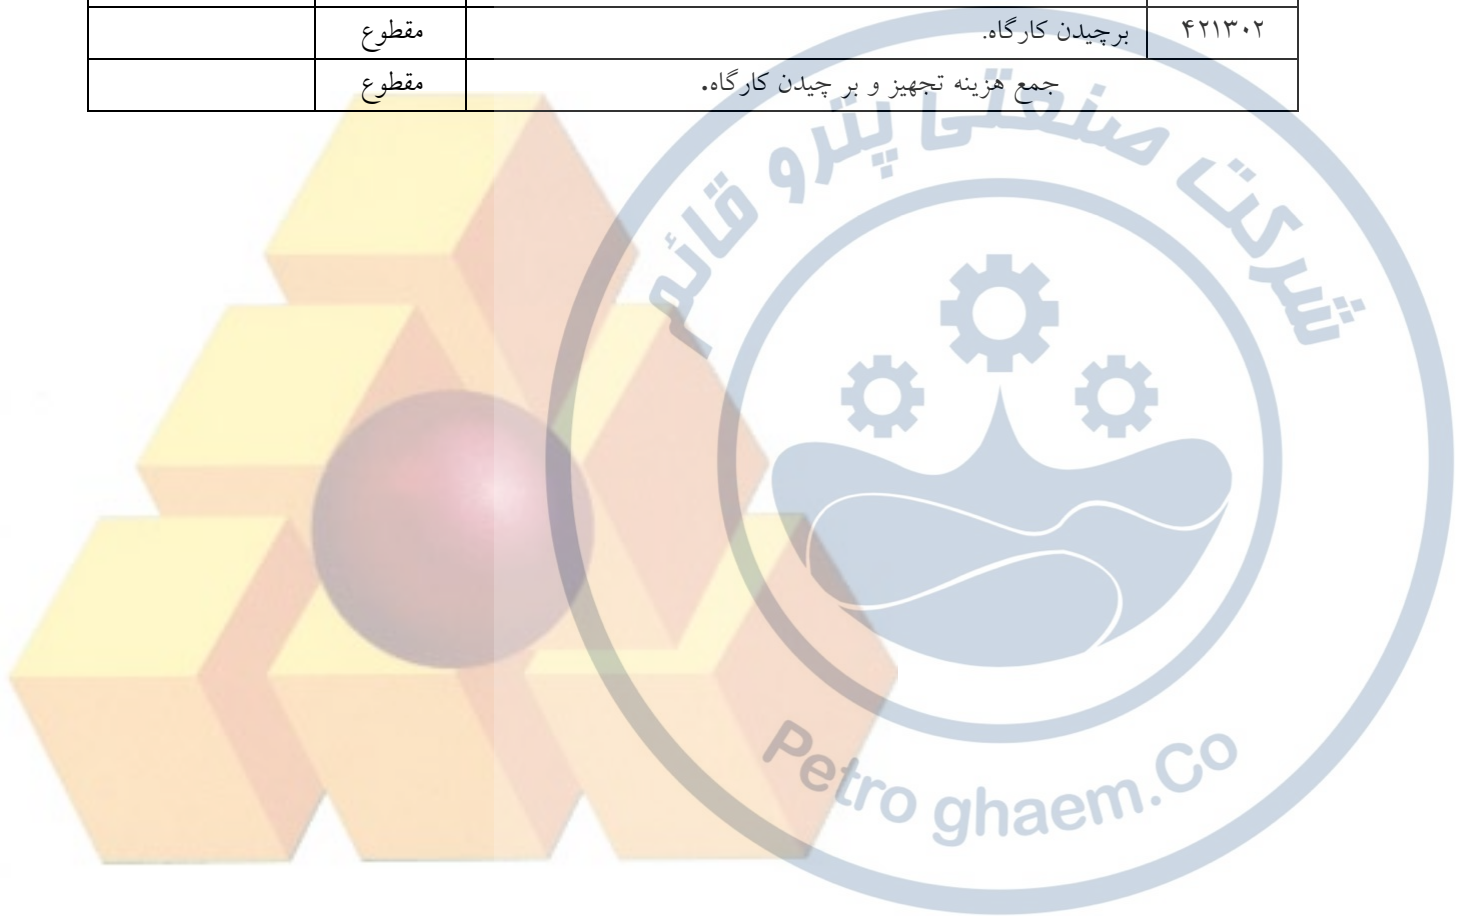 ۴۲۱۳۰۲ برچیدن کارگاه. مقطوع
جمع هزینه تجهیز و بر چیدن کارگاه. مقطوع
شرکت صنعتی پترو قائم
Petro ghaem.Co